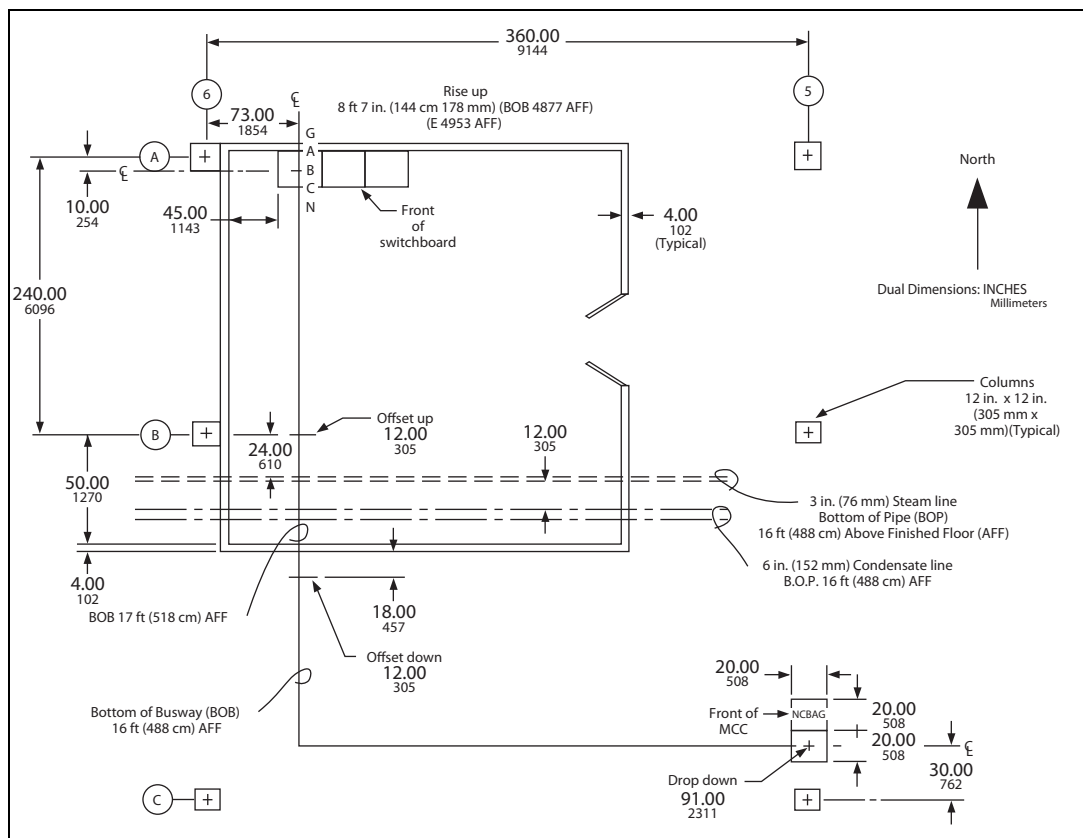 360.00
9144
6
5
℄
Rise up
8 ft 7 in. (144 cm 178 mm) (BOB 4877 AFF)
(E 4953 AFF)
73.00
1854
G
A
B
C
N
A
℄
North
10.00
254
45.00
1143
Front
of
switchboard
4.00
102
(Typical)
240.00
6096
Dual Dimensions: INCHES
Millimeters
Columns
12 in. x 12 in.
(305 mm x
305 mm)(Typical)
B
Offset up
12.00
305
24.00
610
12.00
305
50.00
1270
3 in. (76 mm) Steam line
Bottom of Pipe (BOP)
16 ft (488 cm) Above Finished Floor (AFF)
6 in. (152 mm) Condensate line
B.O.P. 16 ft (488 cm) AFF
4.00
102
BOB 17 ft (518 cm) AFF
18.00
457
Offset down
12.00
305
Bottom of Busway (BOB)
16 ft (488 cm) AFF
20.00
508
Front of
MCC
NCBAG
20.00
508
20.00
508
℄
30.00
762
Drop down
91.00
2311
C